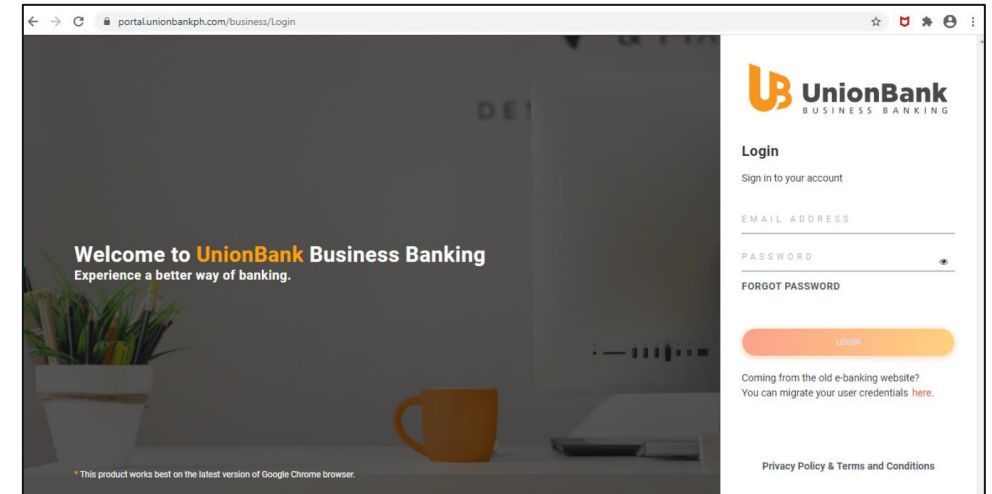 portal.unionbankph.com/business/Login
UnionBank
BUSINESS BANKING
Login
Sign in to your account
EMAIL ADDRESS
PASSWORD
FORGOT PASSWORD
LOGIN
Coming from the old e-banking website?
You can migrate your user credentials here.
Privacy Policy & Terms and Conditions
DES
Welcome to UnionBank Business Banking
Experience a better way of banking.
* This product works best on the latest version of Google Chrome browser.